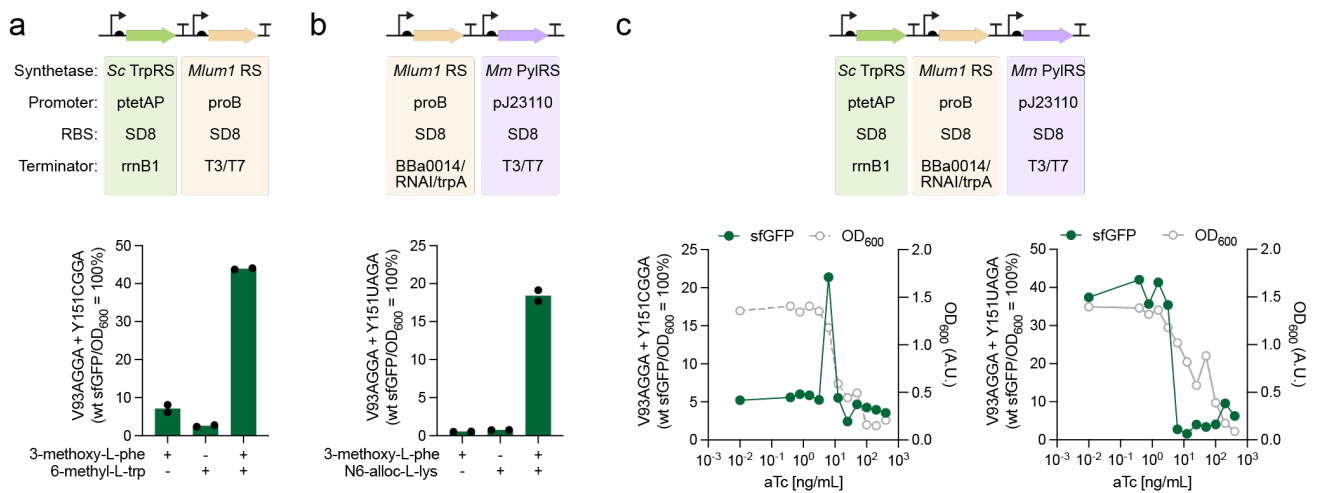 a
Synetase: Sc TrpRS Mlum1 RS
Promoter: ptetAP proB
RBS: SD8 SD8
Terminator: rrnB1 T3/T7
V93AGGA + Y151CGGA
(wt sfGFP/OD600 = 100%)
50
40
30
20
10
0
3-methoxy-L-phe + - +
6-methyl-L-trp - + +
b
Mlum1 RS Mm PylRS
proB pJ23110
SD8 SD8
BBa0014/ T3/T7
RNAI/trpA
V93AGGA + Y151UAGA
(wt sfGFP/OD600 = 100%)
25
20
15
10
5
0
3-methoxy-L-phe + - +
N6-alloc-L-lys - + +
c
Sc TrpRS Mlum1 RS Mm PylRS
ptetAP proB pJ23110
SD8 SD8 SD8
rrnB1 BBa0014/ T3/T7
RNAI/trpA
sfGFP OD600
V93AGGA + Y151CGGA
(wt sfGFP/OD600 = 100%)
25
20
15
10
5
0
2.0
1.5
1.0
0.5
0.0
OD600 (A.U.)
10-3 10-2 10-1 100 101 102 103
aTc [ng/mL]
sfGFP OD600
V93AGGA + Y151UAGA
(wt sfGFP/OD600 = 100%)
50
40
30
20
10
0
2.0
1.5
1.0
0.5
0.0
OD600 (A.U.)
10-3 10-2 10-1 100 101 102 103
aTc [ng/mL]